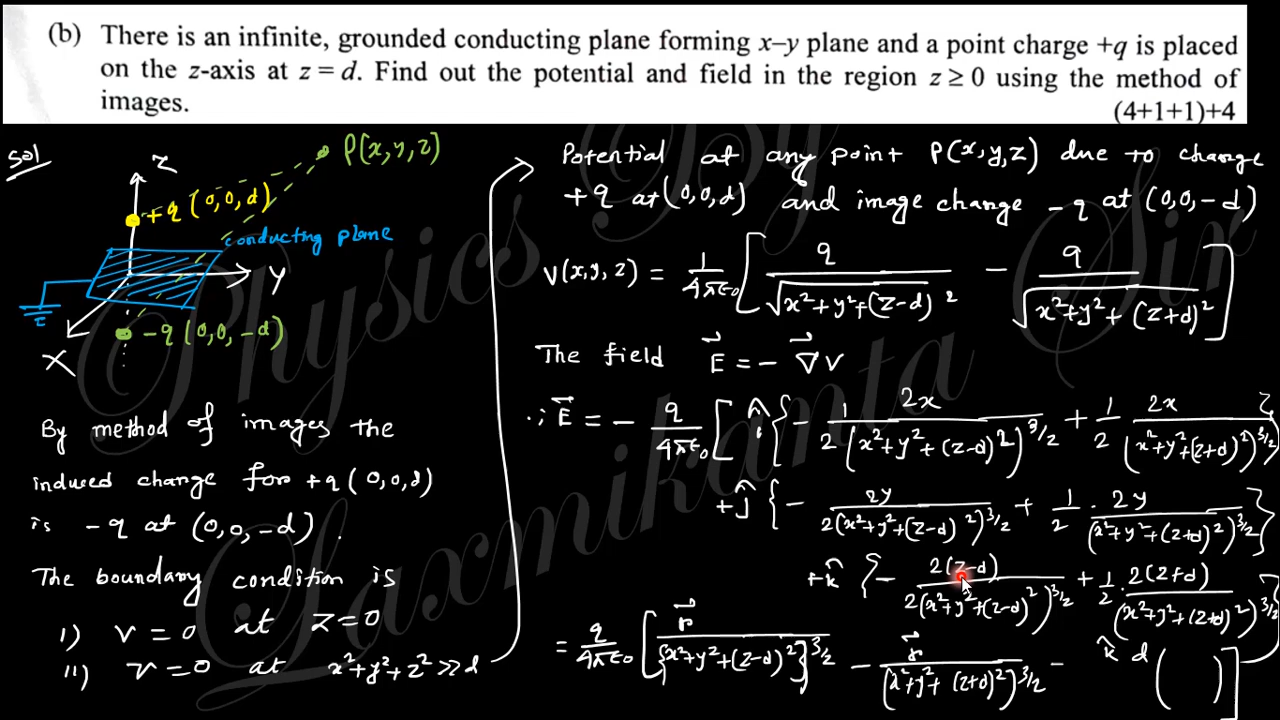 (b) There is an infinite, grounded conducting plane forming x–y plane and a point charge +q is placed
on the z-axis at z = d. Find out the potential and field in the region z ≥ 0 using the method of
images. (4+1+1)+4
Sol
Z
P(x,y,z)
+q (0,0,d)
conducting plane
Y
-q (0,0,-d)
X
By method of images the
induced change for +q (0,0,d)
is -q at (0,0,-d).
The boundary condition is
i) V = 0 at z=0
ii) V = 0 at x²+y²+z² >> d
Potential at any point P(x,y,z) due to change
+q at (0,0,d) and image change -q at (0,0,-d)
V(x,y,z) = 1/4πϵ₀ [ q/√(x²+y²+(z-d)²) - q/√(x²+y²+(z+d)²) ]
The field E⃗ = -∇⃗V
∴ E⃗ = - q/4πϵ₀ [ î { - 1/2 2x/(x²+y²+(z-d)²)^3/2 + 1/2 2x/(x²+y²+(z+d)²)^3/2 }
+ ĵ { - 2y/2(x²+y²+(z-d)²)^3/2 + 1/2 . 2y/(x²+y²+(z+d)²)^3/2 }
+ k̂ { - 2(z-d)/2(x²+y²+(z-d)²)^3/2 + 1/2 . 2(z+d)/(x²+y²+(z+d)²)^3/2 } ]
= q/4πϵ₀ [ r⃗/{x²+y²+(z-d)²}^3/2 - r⃗/(x²+y²+(z+d)²)^3/2 - k̂ d ( ) ]
Physics By
Laxmikanta Sir